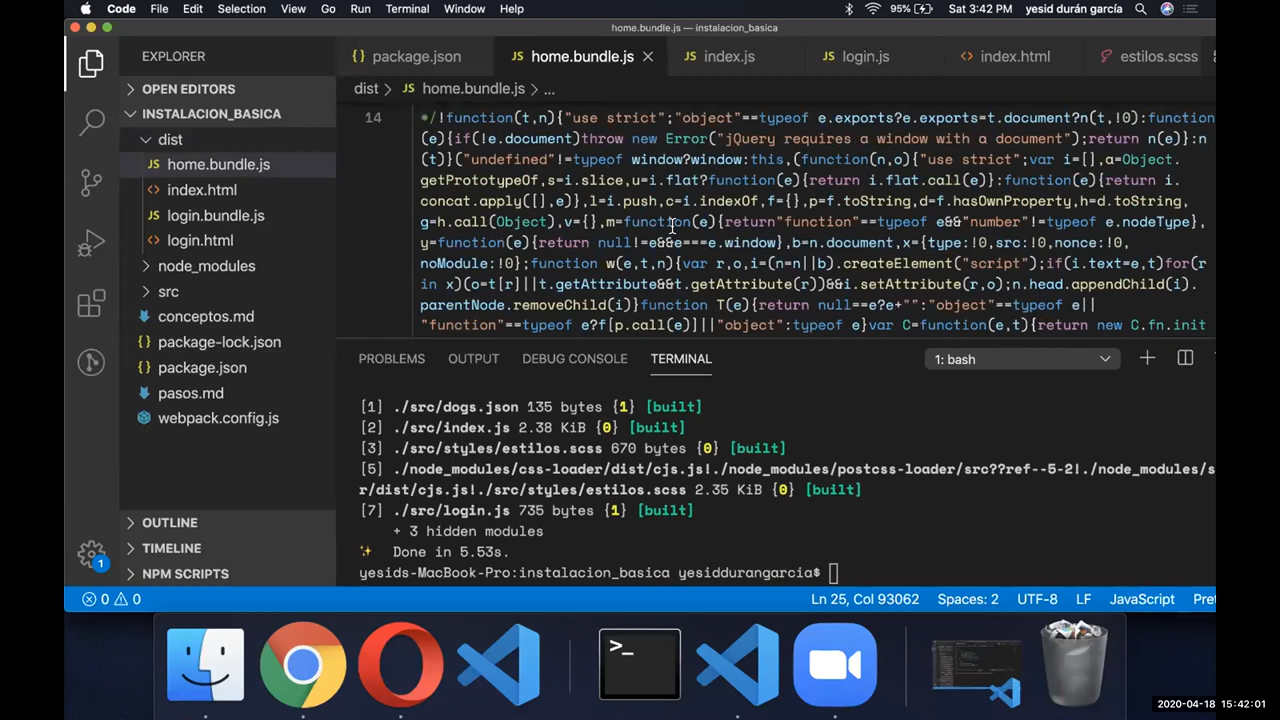 Code File Edit Selection View Go Run Terminal Window Help 95% Sat 3:42 PM yesid durán garcía
home.bundle.js — instalacion_basica
EXPLORER
OPEN EDITORS
INSTALACION_BASICA
dist
home.bundle.js
index.html
login.bundle.js
login.html
node_modules
src
conceptos.md
package-lock.json
package.json
pasos.md
webpack.config.js
OUTLINE
TIMELINE
NPM SCRIPTS
package.json home.bundle.js index.js login.js index.html estilos.scss
dist > home.bundle.js > ...
14 */!function(t,n){"use strict";"object"==typeof e.exports?e.exports=t.document?n(t,!0):function
(e){if(!e.document)throw new Error("jQuery requires a window with a document");return n(e)}:n
(t)}("undefined"!=typeof window?window:this,(function(n,o){"use strict";var i=[],a=Object.
getPrototypeOf,s=i.slice,u=i.flat?function(e){return i.flat.call(e)}:function(e){return i.
concat.apply([],e)},l=i.push,c=i.indexOf,f={},p=f.toString,d=f.hasOwnProperty,h=d.toString,
g=h.call(Object),v={},m=function(e){return"function"==typeof e&&"number"!=typeof e.nodeType},
y=function(e){return null!=e&&e===e.window},b=n.document,x={type:!0,src:!0,nonce:!0,
noModule:!0};function w(e,t,n){var r,o,i=(n=n||b).createElement("script");if(i.text=e,t)for(r
in x)(o=t[r]||t.getAttribute&&t.getAttribute(r))&&i.setAttribute(r,o);n.head.appendChild(i).
parentNode.removeChild(i)}function T(e){return null==e?e+"":"object"==typeof e||
"function"==typeof e?f[p.call(e)]||"object":typeof e}var C=function(e,t){return new C.fn.init
PROBLEMS OUTPUT DEBUG CONSOLE TERMINAL 1: bash
[1] ./src/dogs.json 135 bytes {1} [built]
[2] ./src/index.js 2.38 KiB {0} [built]
[3] ./src/styles/estilos.scss 670 bytes {0} [built]
[5] ./node_modules/css-loader/dist/cjs.js!./node_modules/postcss-loader/src??ref--5-2!./node_modules/s
r/dist/cjs.js!./src/styles/estilos.scss 2.35 KiB {0} [built]
[7] ./src/login.js 735 bytes {1} [built]
+ 3 hidden modules
✨ Done in 5.53s.
yesids-MacBook-Pro:instalacion_basica yesiddurangarcia$
1
0 0 Ln 25, Col 93062 Spaces: 2 UTF-8 LF JavaScript Pret
>_
2020-04-18 15:42:01